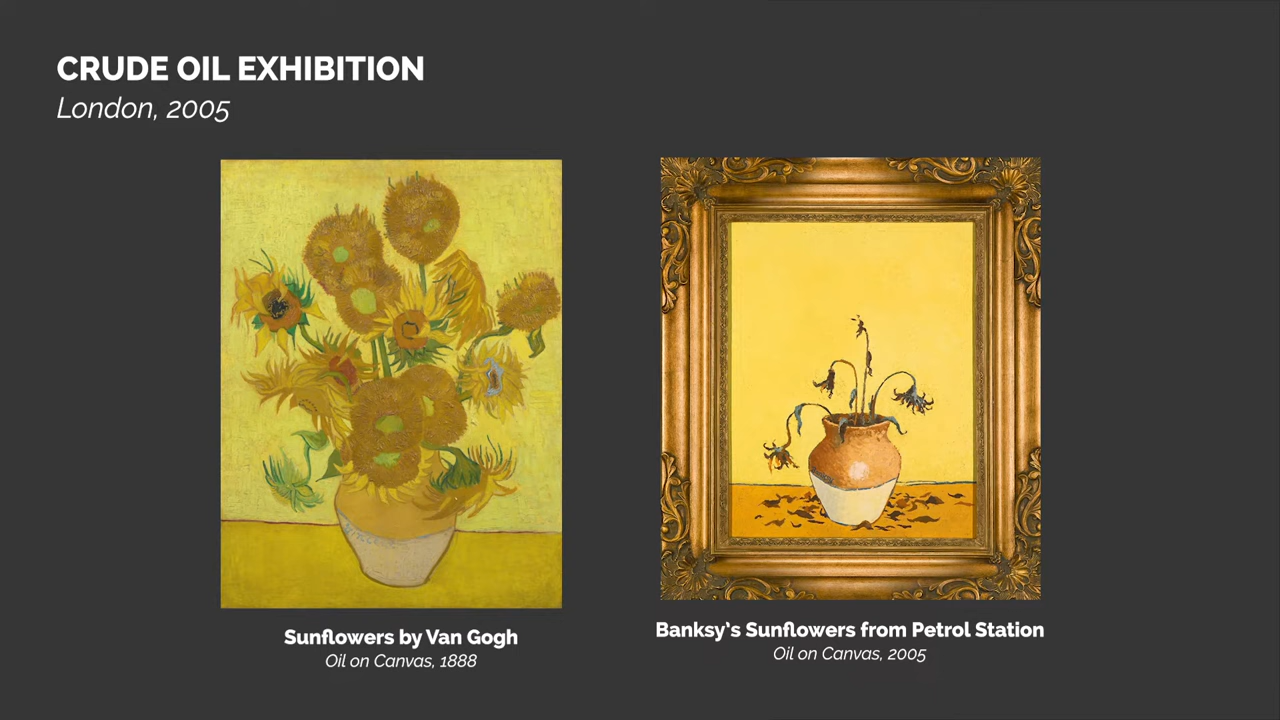 CRUDE OIL EXHIBITION
London, 2005
Sunflowers by Van Gogh
Oil on Canvas, 1888
Banksy's Sunflowers from Petrol Station
Oil on Canvas, 2005